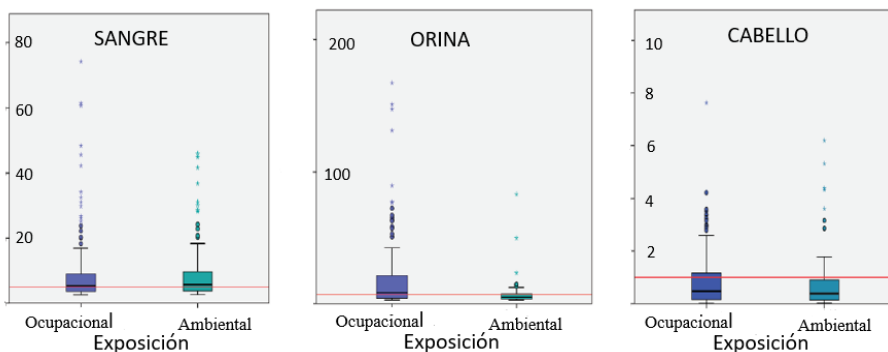 SANGRE
80
60
40
20
Ocupacional Ambiental
Exposición
ORINA
200
100
Ocupacional Ambiental
Exposición
CABELLO
10
8
6
4
2
Ocupacional Ambiental
Exposición